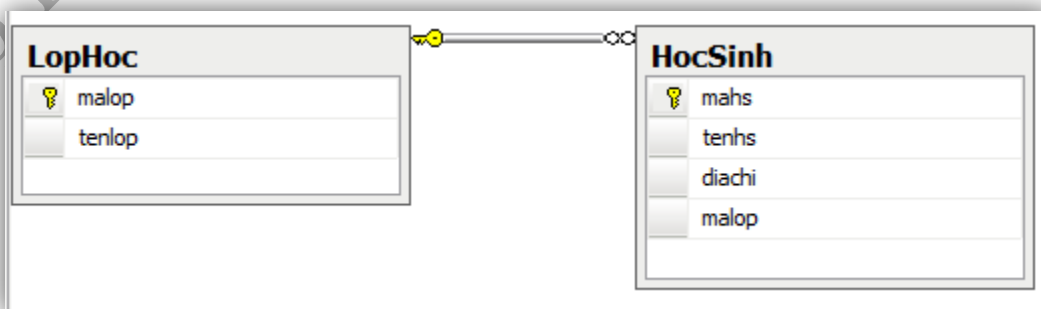 LopHoc
malop
tenlop
HocSinh
mahs
tenhs
diachi
malop